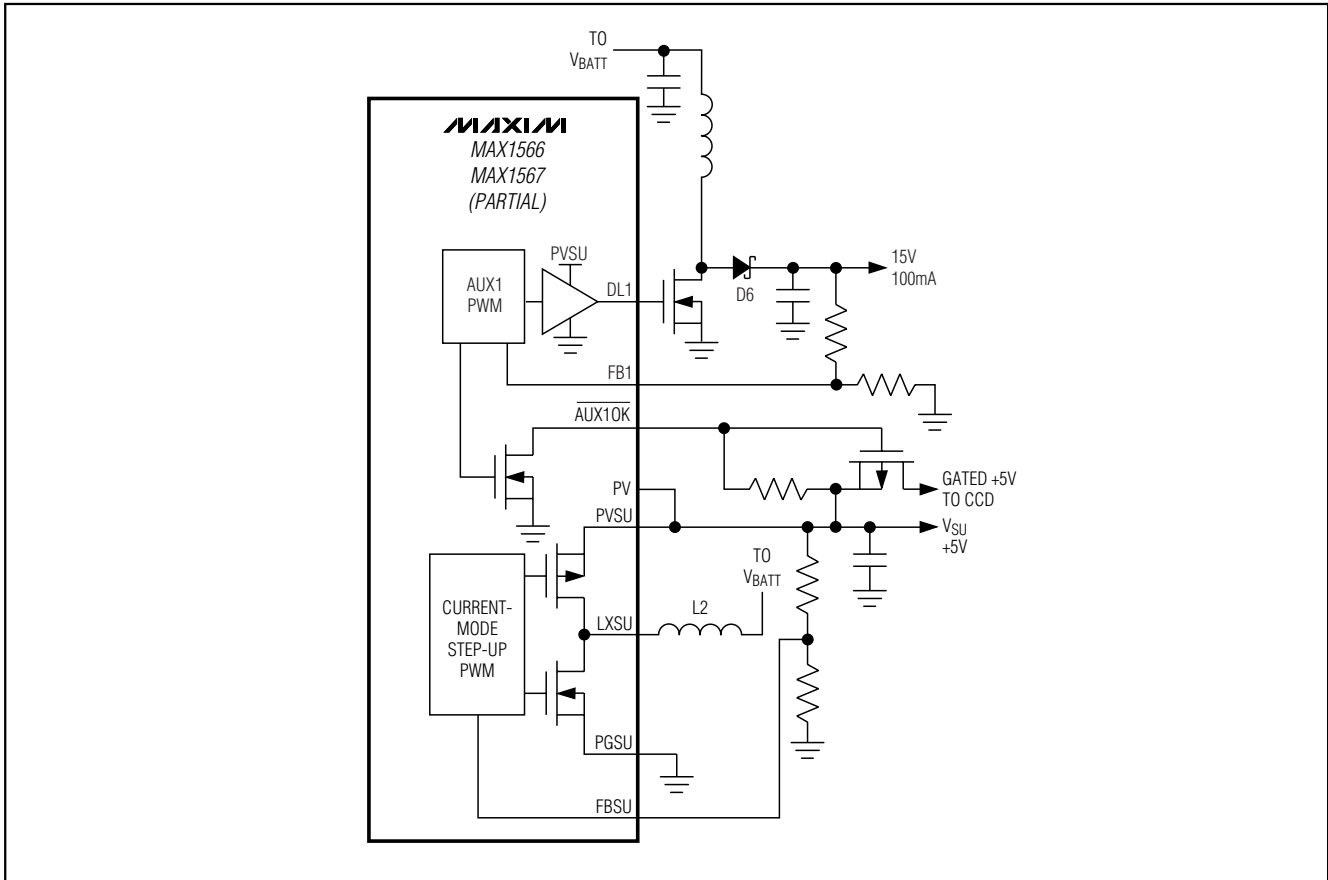 TO
VBATT
MAXIM
MAX1566
MAX1567
(PARTIAL)
PVSU
AUX1
PWM
DL1
D6
15V
100mA
FB1
AUX1OK
PV
GATED +5V
TO CCD
PVSU
VSU
+5V
TO
VBATT
CURRENT-
MODE
STEP-UP
PWM
LXSU
L2
PGSU
FBSU